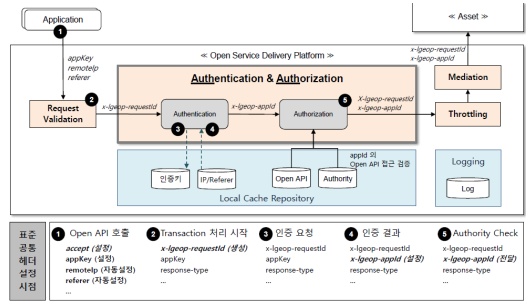 Application
1
appKey
remoteIp
referer
≪ Asset ≫
x-lgeop-requestId
x-lgeop-appId
≪ Open Service Delivery Platform ≫
Authentication & Authorization
Mediation
2
Request
Validation
x-lgeop-requestId
Authentication
3
4
x-lgeop-appId
Authorization
5
X-lgeop-requestId
x-lgeop-appId
Throttling
appId 의
Open API 접근 검증
인증키
IP/Referer
Open API
Authority
Local Cache Repository
Logging
Log
표준
공통
헤더
설정
시점
1 Open API 호출
accept (설정)
appKey (설정)
remoteIp (자동설정)
referer (자동설정)
...
2 Transaction 처리 시작
x-lgeop-requestId (생성)
appKey
response-type
...
3 인증 요청
x-lgeop-requestId
appKey
response-type
...
4 인증 결과
x-lgeop-requestId
x-lgeop-appId (설정)
response-type
...
5 Authority Check
x-lgeop-requestId
x-lgeop-appId (전달)
response-type
...